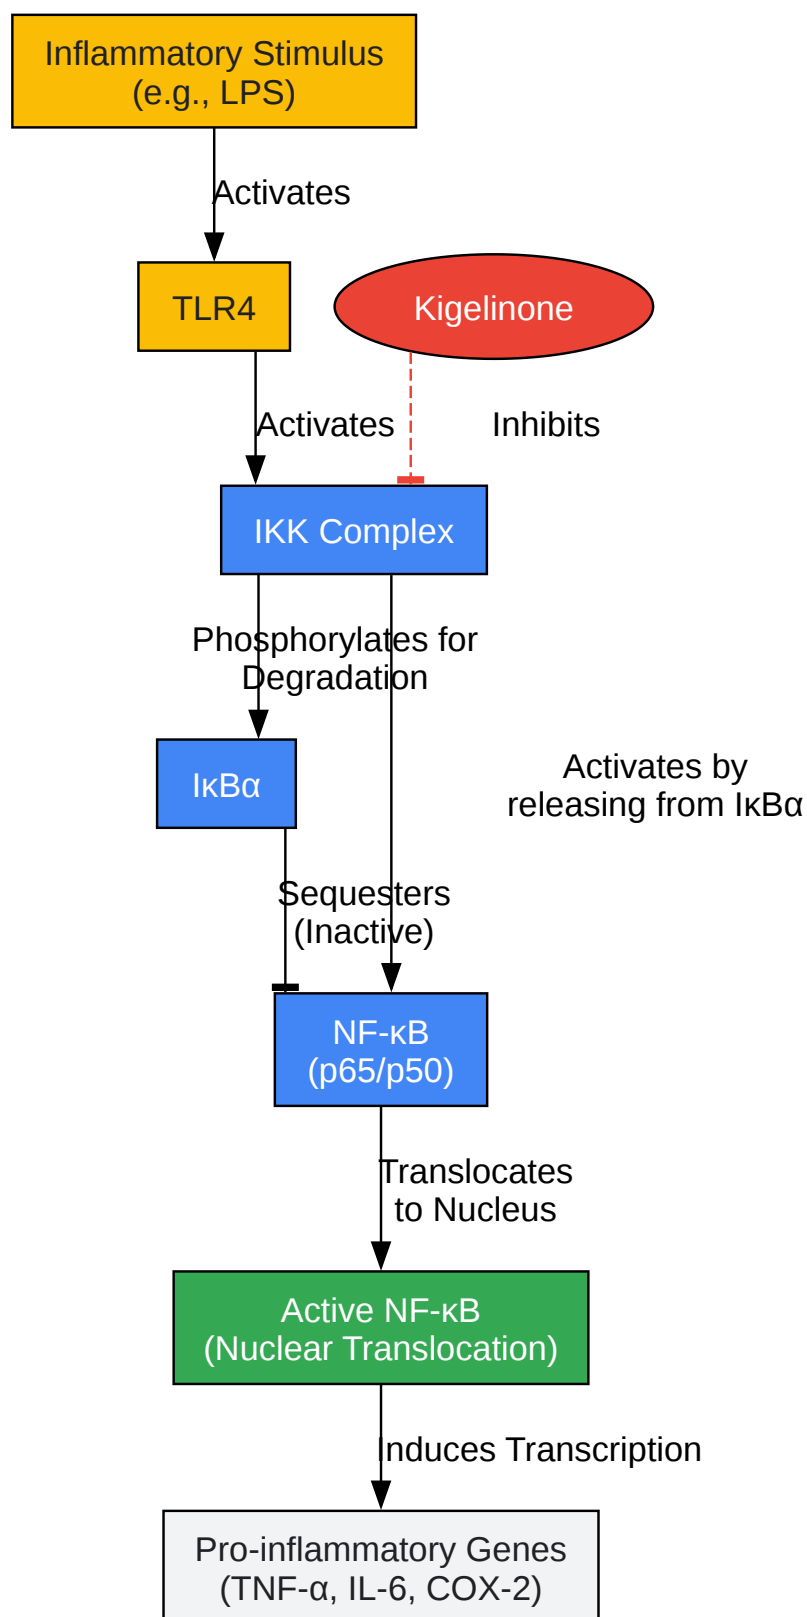 Inflammatory Stimulus
(e.g., LPS)
Activates
TLR4
Kigelinone
Activates
Inhibits
IKK Complex
Phosphorylates for
Degradation
IκBα
Activates by
releasing from IκBα
Sequesters
(Inactive)
NF-κB
(p65/p50)
Translocates
to Nucleus
Active NF-κB
(Nuclear Translocation)
Induces Transcription
Pro-inflammatory Genes
(TNF-α, IL-6, COX-2)